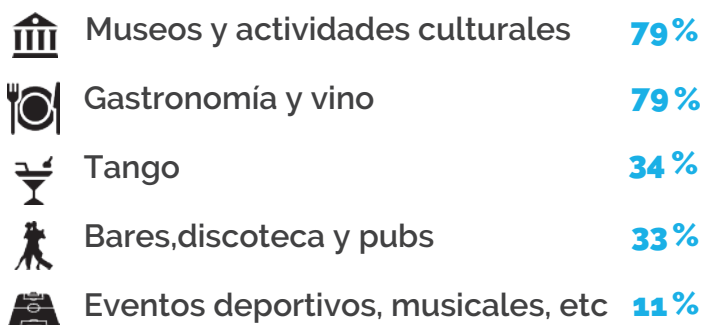 Museos y actividades culturales 79%
Gastronomía y vino 79%
Tango 34%
Bares,discoteca y pubs 33%
Eventos deportivos, musicales, etc 11%